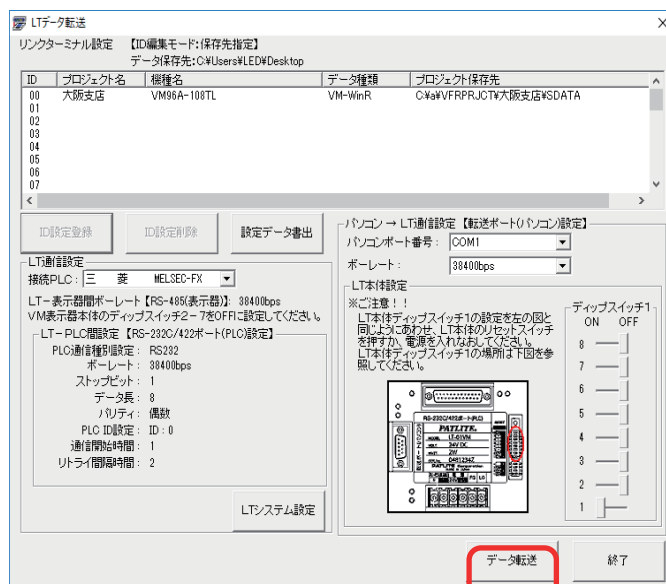 LTデータ転送
リンクターミナル設定 【ID編集モード:保存先指定】
データ保存先:C:¥Users¥LED¥Desktop
ID プロジェクト名 機種名 データ種類 プロジェクト保存先
00 大阪支店 VM96A-108TL VM-WinR C:¥a¥VFRPRJCT¥大阪支店¥SDATA
01
02
03
04
05
06
07
ID設定登録 ID設定削除 設定データ書出
LT通信設定
接続PLC: 三 菱 MELSEC-FX
LT-表示器間ボーレート【RS-485(表示器)】: 38400bps
VM表示器本体のディップスイッチ2-7をOFFに設定してください。
LT-PLC間設定 【RS-232C/422ポート(PLC)設定】
PLC通信種別設定: RS232
ボーレート: 38400bps
ストップビット: 1
データ長: 8
パリティ: 偶数
PLC ID設定: ID:0
通信開始時間: 1
リトライ間隔時間: 2
LTシステム設定
パソコン → LT通信設定 【転送ポート(パソコン)設定】
パソコンポート番号: COM1
ボーレート: 38400bps
LT本体設定
※ご注意!!
LT本体ディップスイッチ1の設定を左の図と
同じようにあわせ、LT本体のリセットスイッチ
を押すか、電源を入れなおしてください。
LT本体ディップスイッチ1の場所は下図を参
照してください。
RS-232C/422ポート(PLC)
PATLITE
MODEL LT-01VM
VOLT. 24V DC
WATT. 2W
0481234Z
PATLITE Corporation
ディップスイッチ1
ON OFF
8
7
6
5
4
3
2
1
データ転送 終了